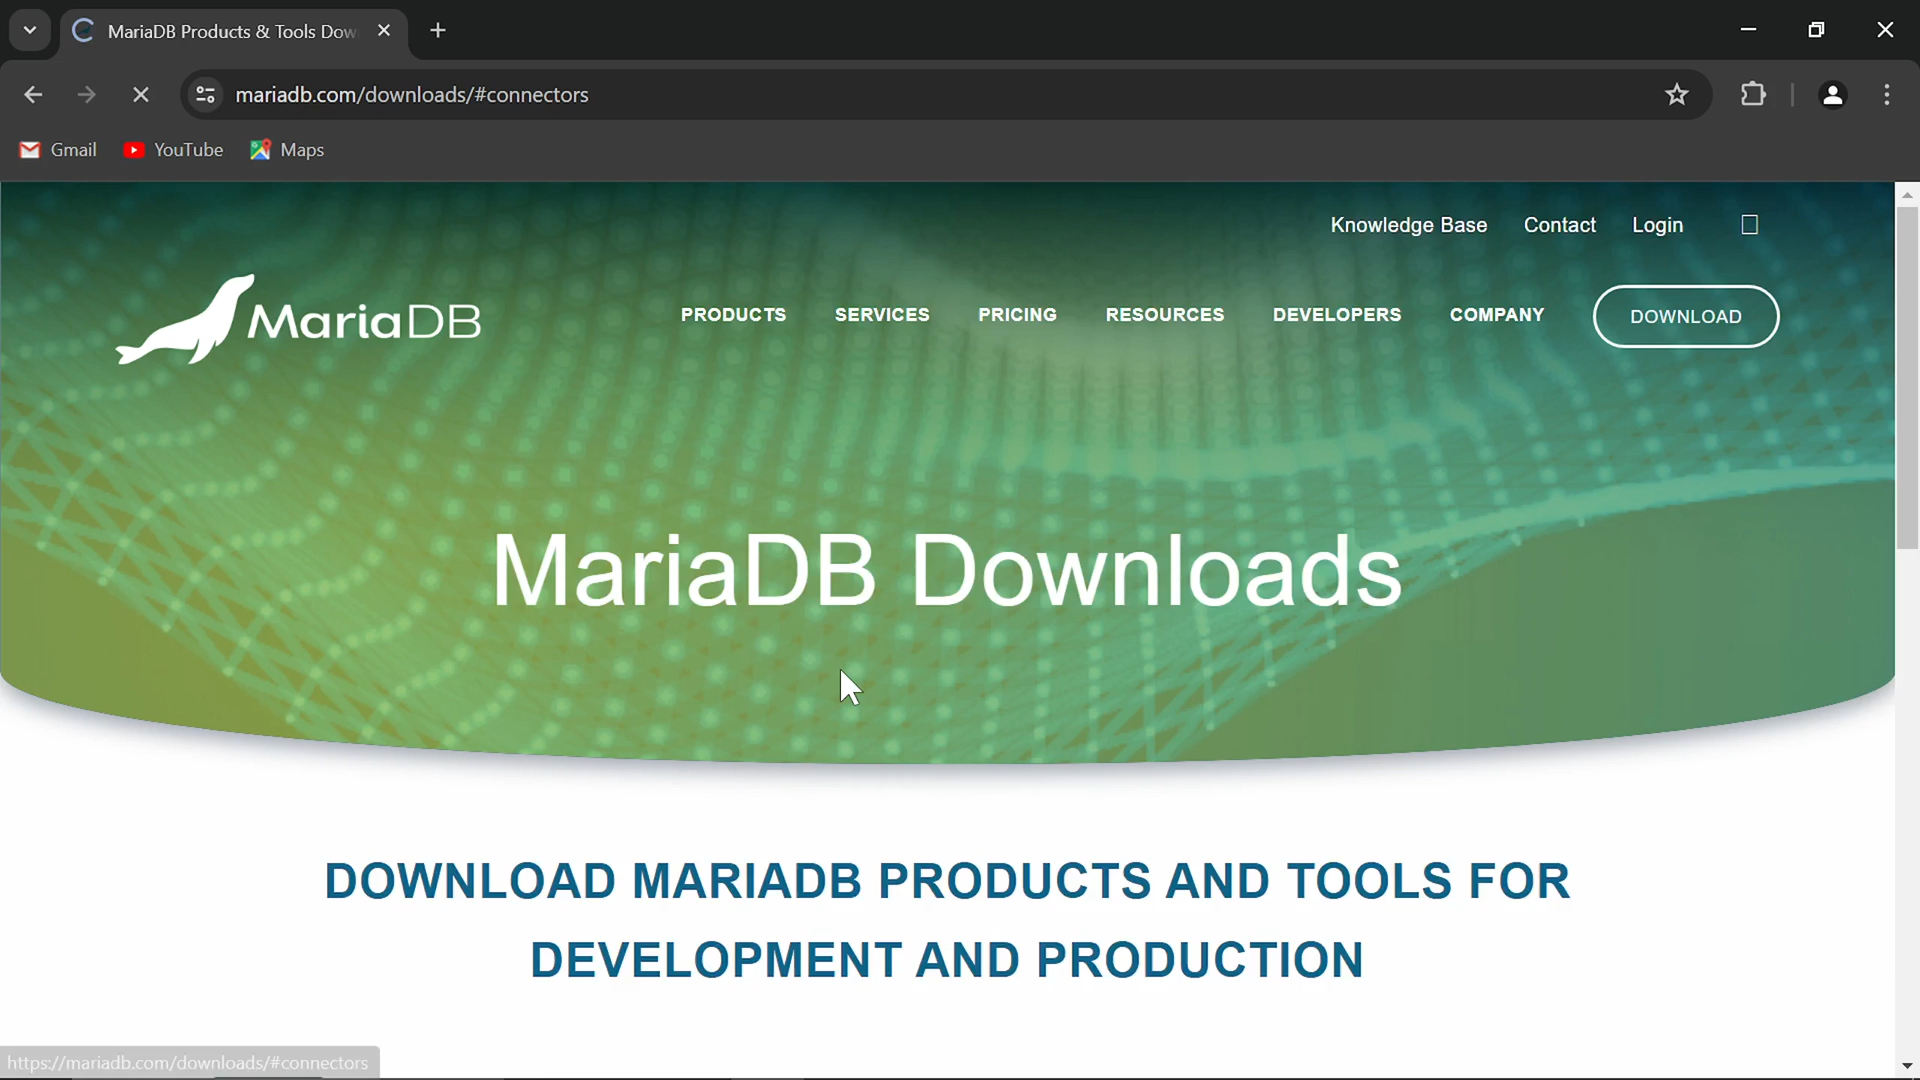 MariaDB Products & Tools Dow
mariadb.com/downloads/#connectors
Gmail
YouTube
Maps
Knowledge Base
Contact
Login
MariaDB
PRODUCTS
SERVICES
PRICING
RESOURCES
DEVELOPERS
COMPANY
DOWNLOAD
MariaDB Downloads
DOWNLOAD MARIADB PRODUCTS AND TOOLS FOR
DEVELOPMENT AND PRODUCTION
https://mariadb.com/downloads/#connectors